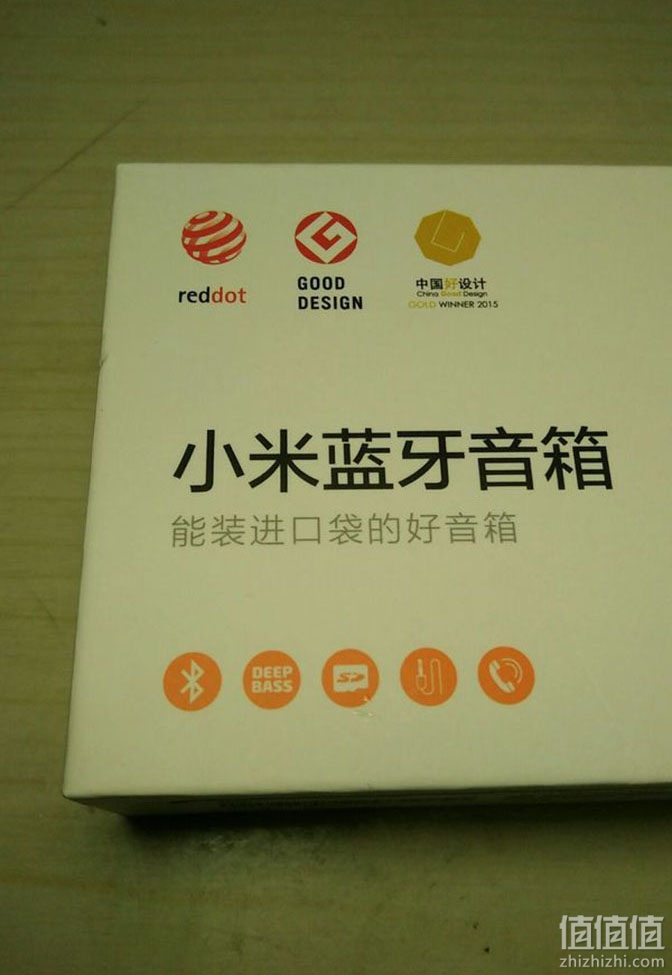 reddot
GOOD
DESIGN
中国好设计
China Good Design
GOLD WINNER 2015
小米蓝牙音箱
能装进口袋的好音箱
DEEP
BASS
SD
值值值
zhizhizhi.com